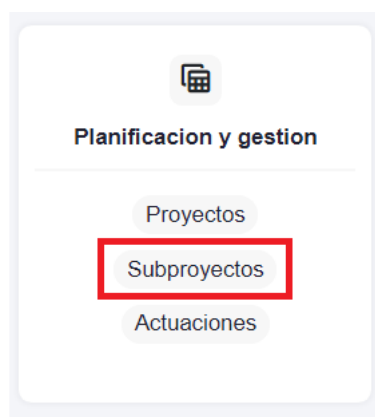 Planificacion y gestion
Proyectos
Subproyectos
Actuaciones